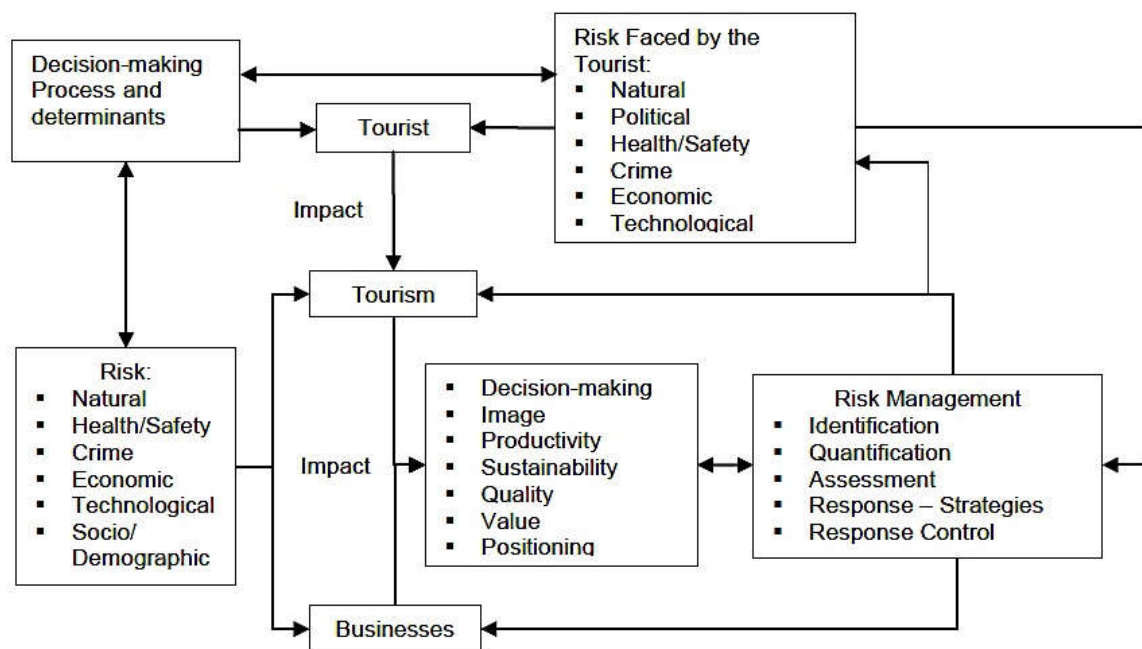 Decision-making
Process and
determinants
Tourist
Risk Faced by the
Tourist:
▪ Natural
▪ Political
▪ Health/Safety
▪ Crime
▪ Economic
▪ Technological
Impact
Tourism
Risk:
▪ Natural
▪ Health/Safety
▪ Crime
▪ Economic
▪ Technological
▪ Socio/
Demographic
Impact
▪ Decision-making
▪ Image
▪ Productivity
▪ Sustainability
▪ Quality
▪ Value
▪ Positioning
Risk Management
▪ Identification
▪ Quantification
▪ Assessment
▪ Response – Strategies
▪ Response Control
Businesses